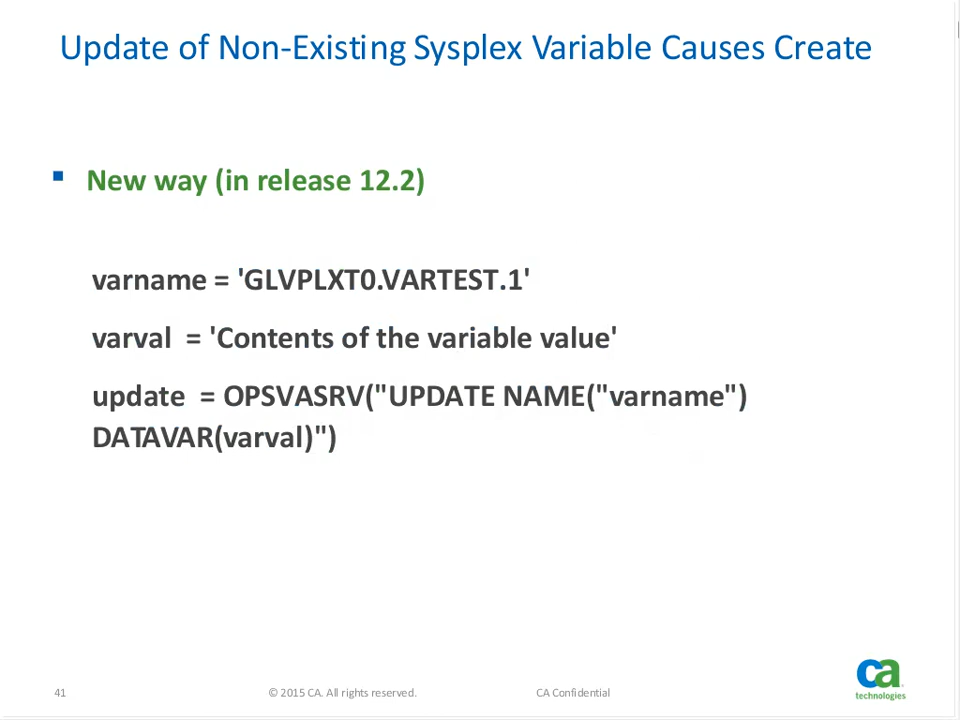 Update of Non-Existing Sysplex Variable Causes Create
New way (in release 12.2)
varname = 'GLVPLXT0.VARTEST.1'
varval  = 'Contents of the variable value'
update  = OPSVASRV("UPDATE NAME("varname")
DATAVAR(varval)")
41 © 2015 CA. All rights reserved. CA Confidential
ca
technologies